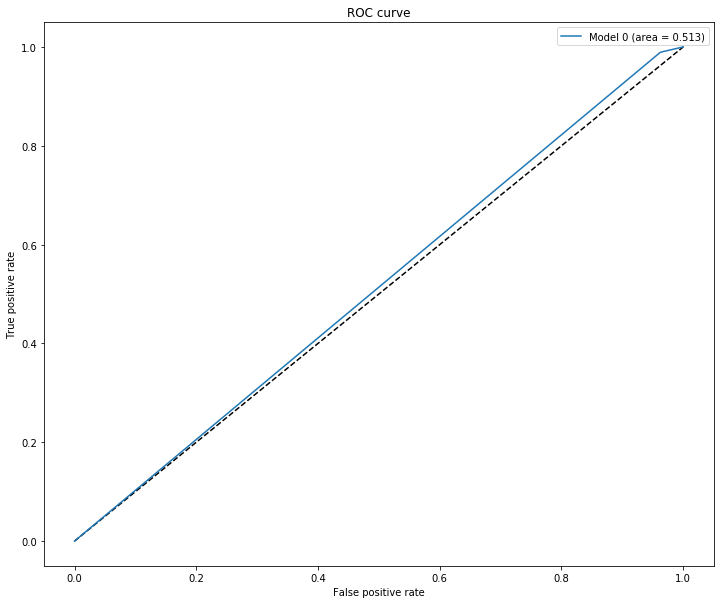 ROC curve
Model 0 (area = 0.513)
1.0
0.8
0.6
0.4
0.2
0.0
True positive rate
0.0 0.2 0.4 0.6 0.8 1.0
False positive rate